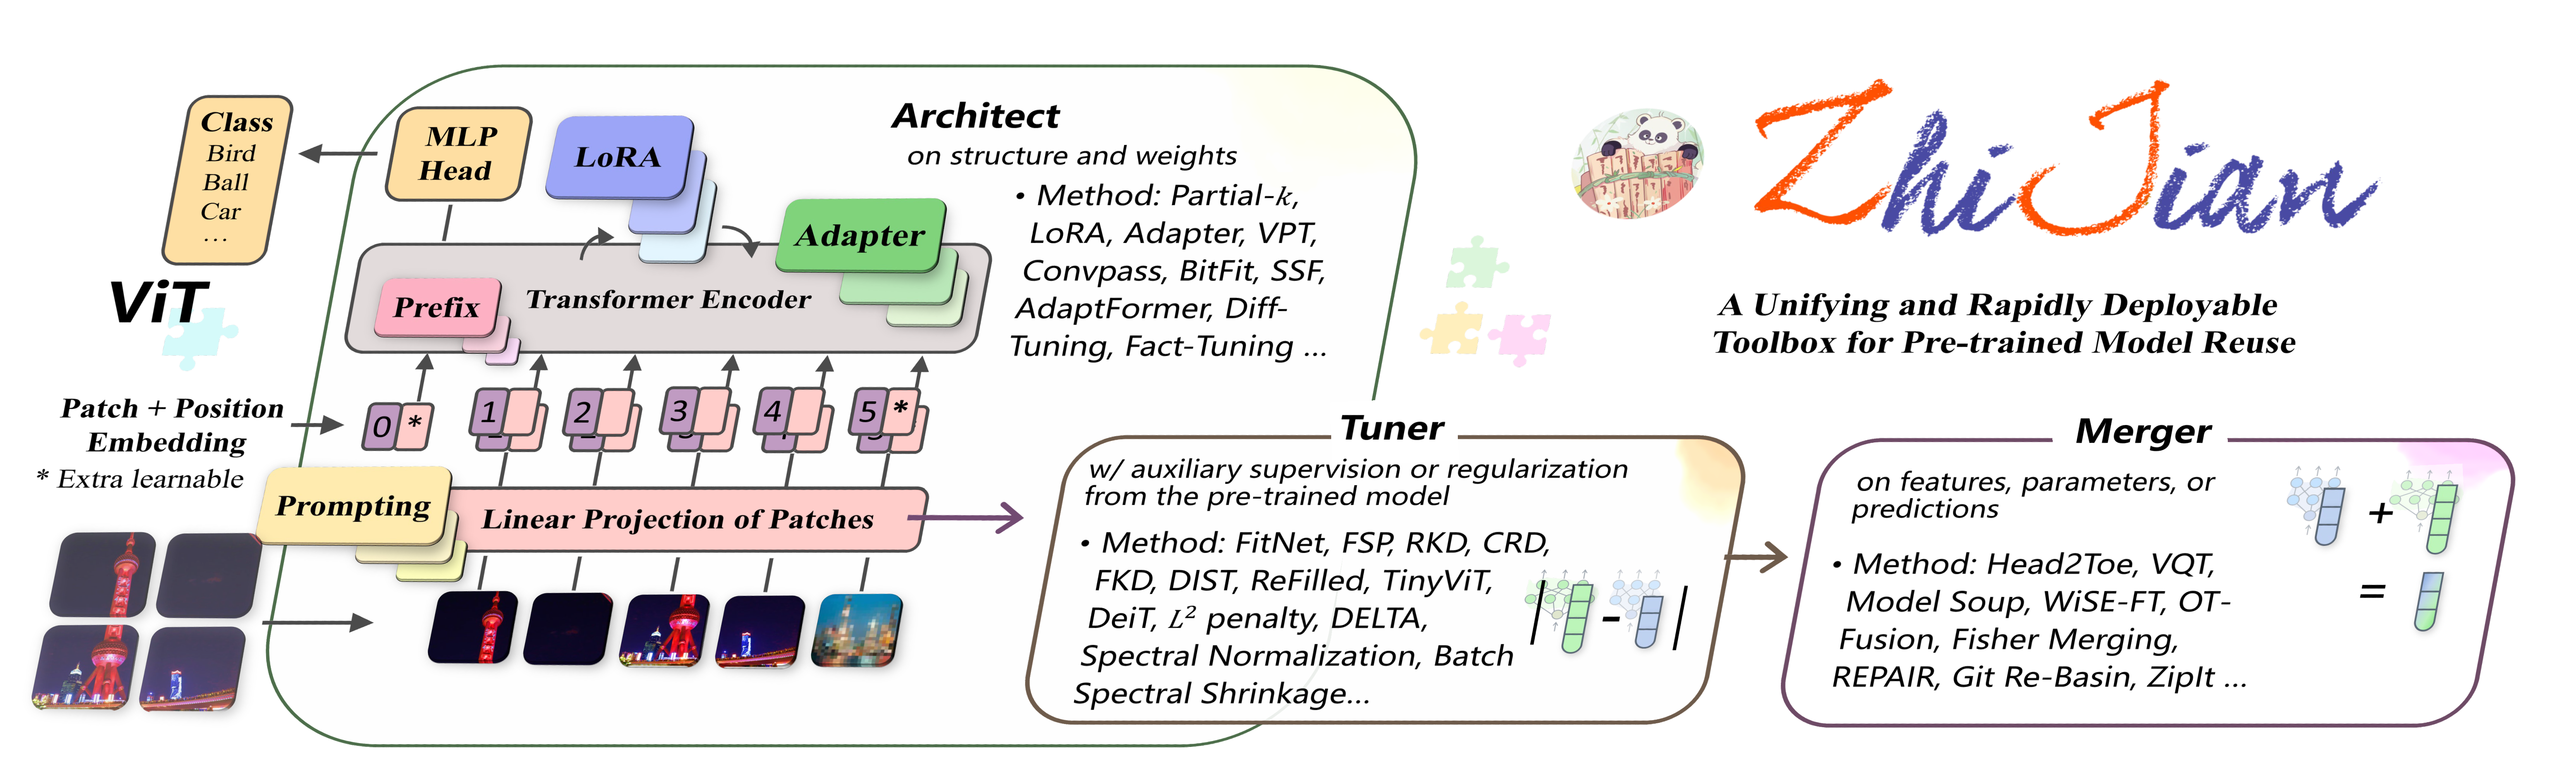 ZhiJian
A Unifying and Rapidly Deployable
Toolbox for Pre-trained Model Reuse
ViT
Class
Bird
Ball
Car
...
MLP
Head
LoRA
Adapter
Prefix
Transformer Encoder
Patch + Position
Embedding
* Extra learnable
0 *
1
2
3
4
5 *
Prompting
Linear Projection of Patches
Architect
on structure and weights
• Method: Partial-k,
LoRA, Adapter, VPT,
Convpass, BitFit, SSF,
AdaptFormer, Diff-
Tuning, Fact-Tuning ...
Tuner
w/ auxiliary supervision or regularization
from the pre-trained model
• Method: FitNet, FSP, RKD, CRD,
FKD, DIST, ReFilled, TinyViT,
DeiT, L² penalty, DELTA,
Spectral Normalization, Batch
Spectral Shrinkage...
| - |
Merger
on features, parameters, or
predictions
• Method: Head2Toe, VQT,
Model Soup, WiSE-FT, OT-
Fusion, Fisher Merging,
REPAIR, Git Re-Basin, ZipIt ...
+
=